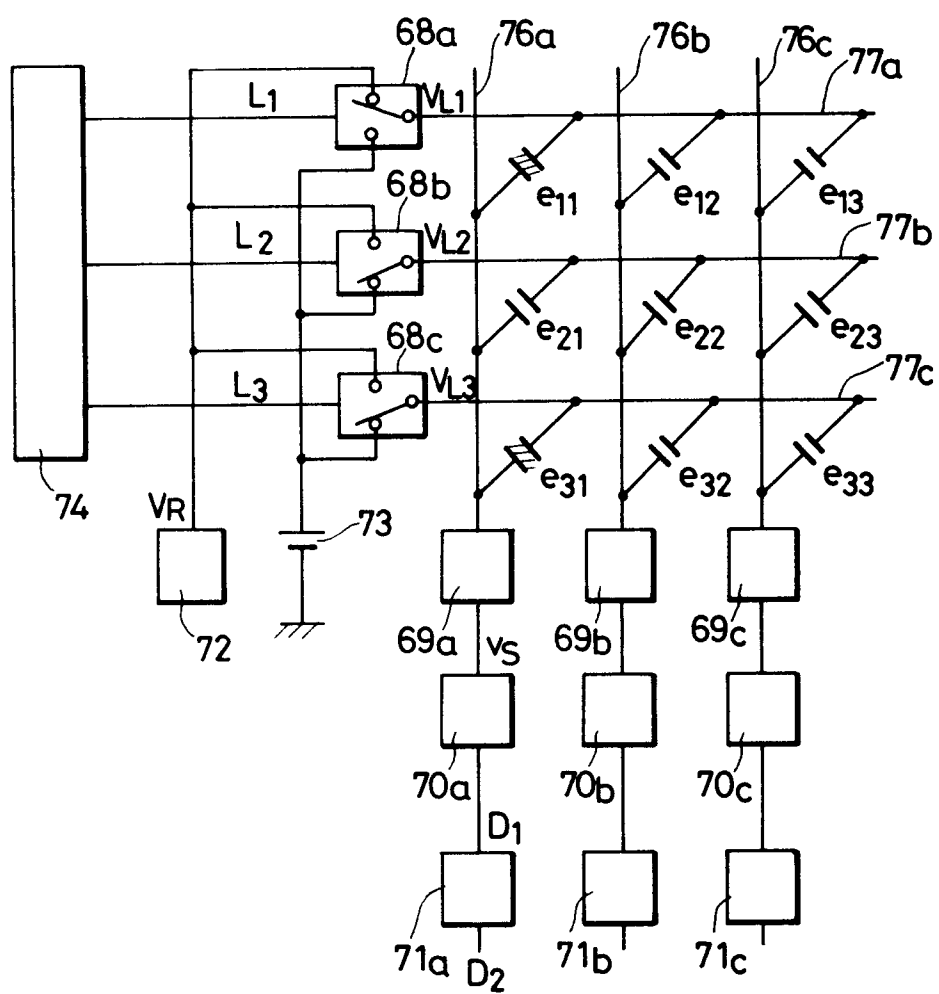 68a 76a 76b 76c
77a
L1 VL1
e11 e12 e13
68b
L2 VL2 77b
e21 e22 e23
68c
L3 VL3 77c
e31 e32 e33
74 VR 73
72 69a 69b 69c
vS
70a 70b 70c
D1
71a 71b 71c
D2